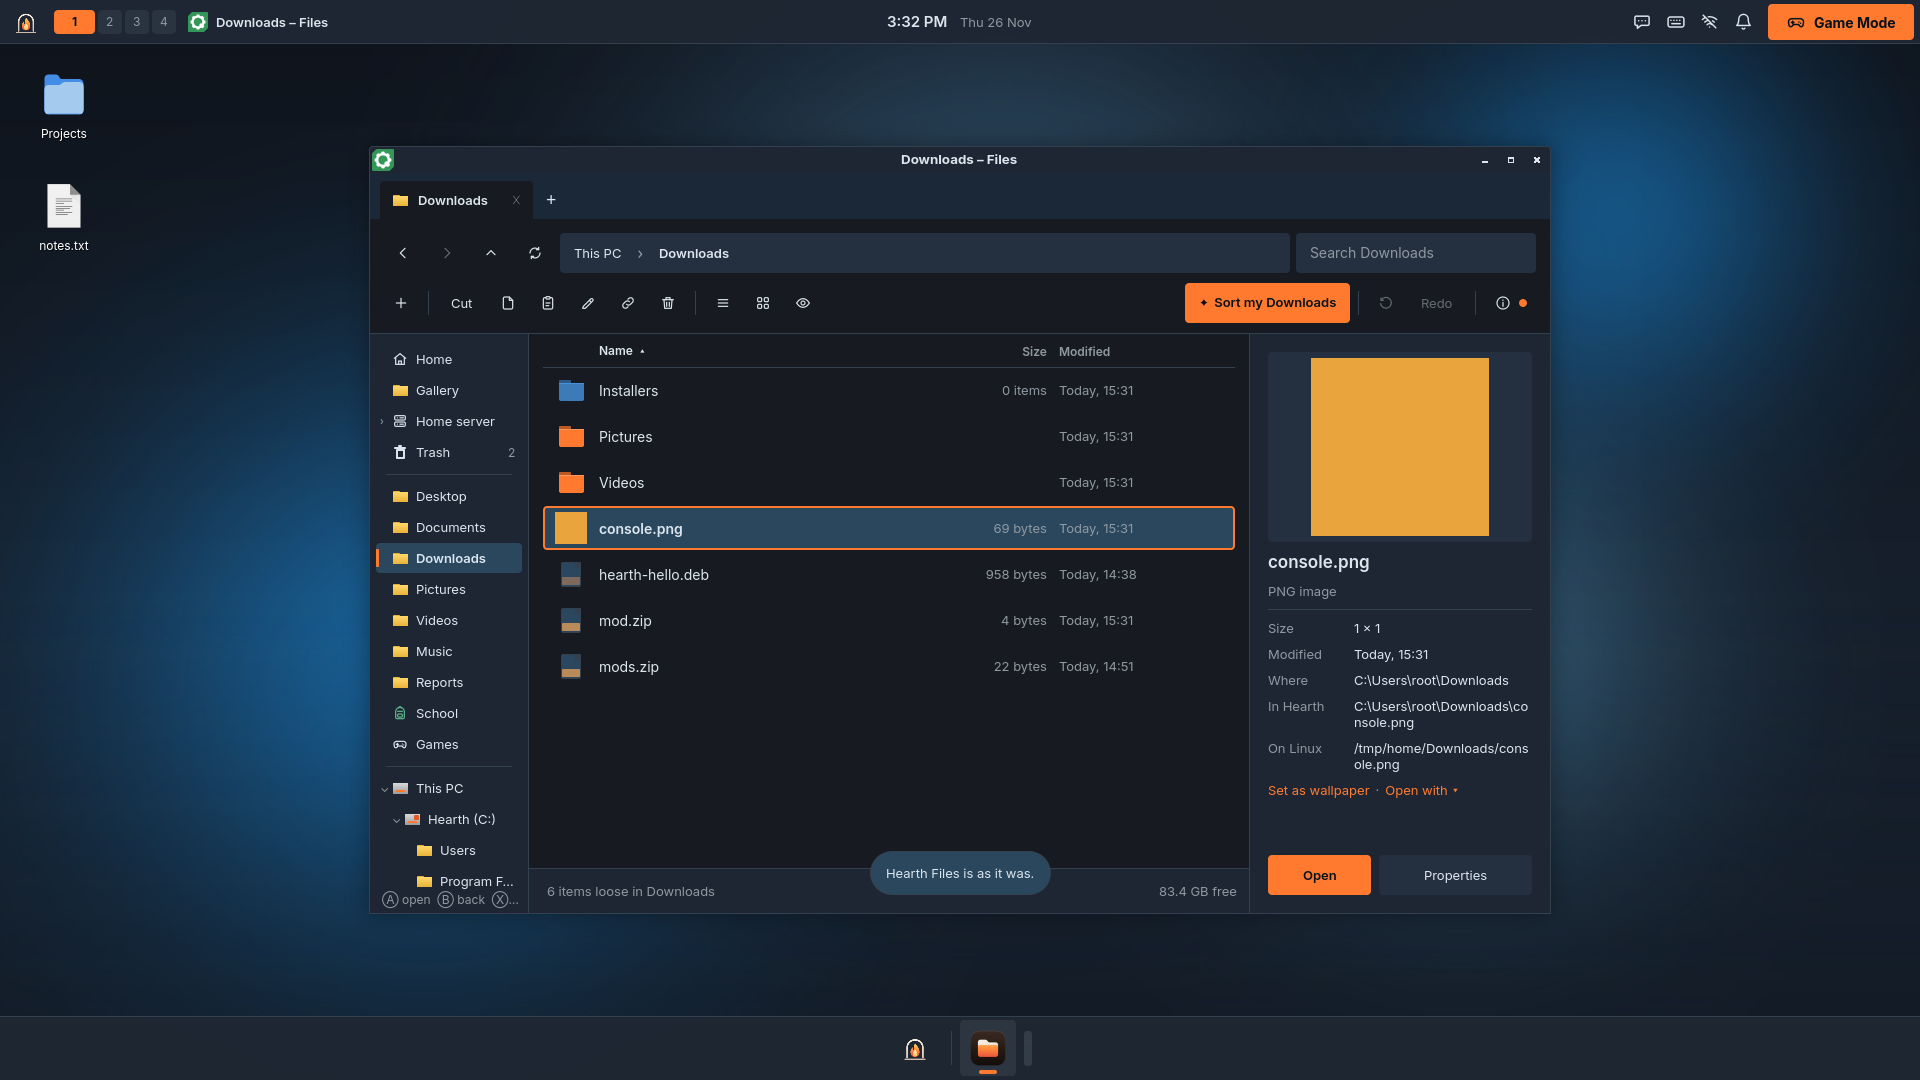 1 2 3 4 Downloads – Files 3:32 PM Thu 26 Nov Game Mode
Projects
notes.txt
Downloads – Files
Downloads
This PC › Downloads Search Downloads
Cut Sort my Downloads Redo
Home
Gallery
Home server
Trash 2
Desktop
Documents
Downloads
Pictures
Videos
Music
Reports
School
Games
This PC
Hearth (C:)
Users
Program F...
A open B back X...
Name Size Modified
Installers 0 items Today, 15:31
Pictures Today, 15:31
Videos Today, 15:31
console.png 69 bytes Today, 15:31
hearth-hello.deb 958 bytes Today, 14:38
mod.zip 4 bytes Today, 15:31
mods.zip 22 bytes Today, 14:51
6 items loose in Downloads 83.4 GB free
Hearth Files is as it was.
console.png
PNG image
Size 1 × 1
Modified Today, 15:31
Where C:\Users\root\Downloads
In Hearth C:\Users\root\Downloads\co
nsole.png
On Linux /tmp/home/Downloads/cons
ole.png
Set as wallpaper · Open with
Open Properties